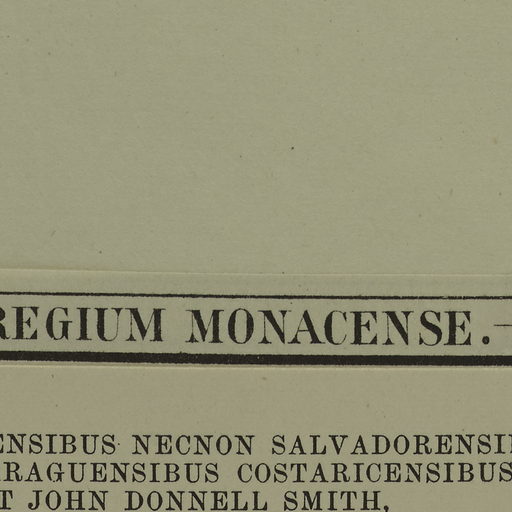 REGIUM MONACENSE.—
ENSIBUS NECNON SALVADORENSI
RAGUENSIBUS COSTARICENSIBUS
T JOHN DONNELL SMITH,